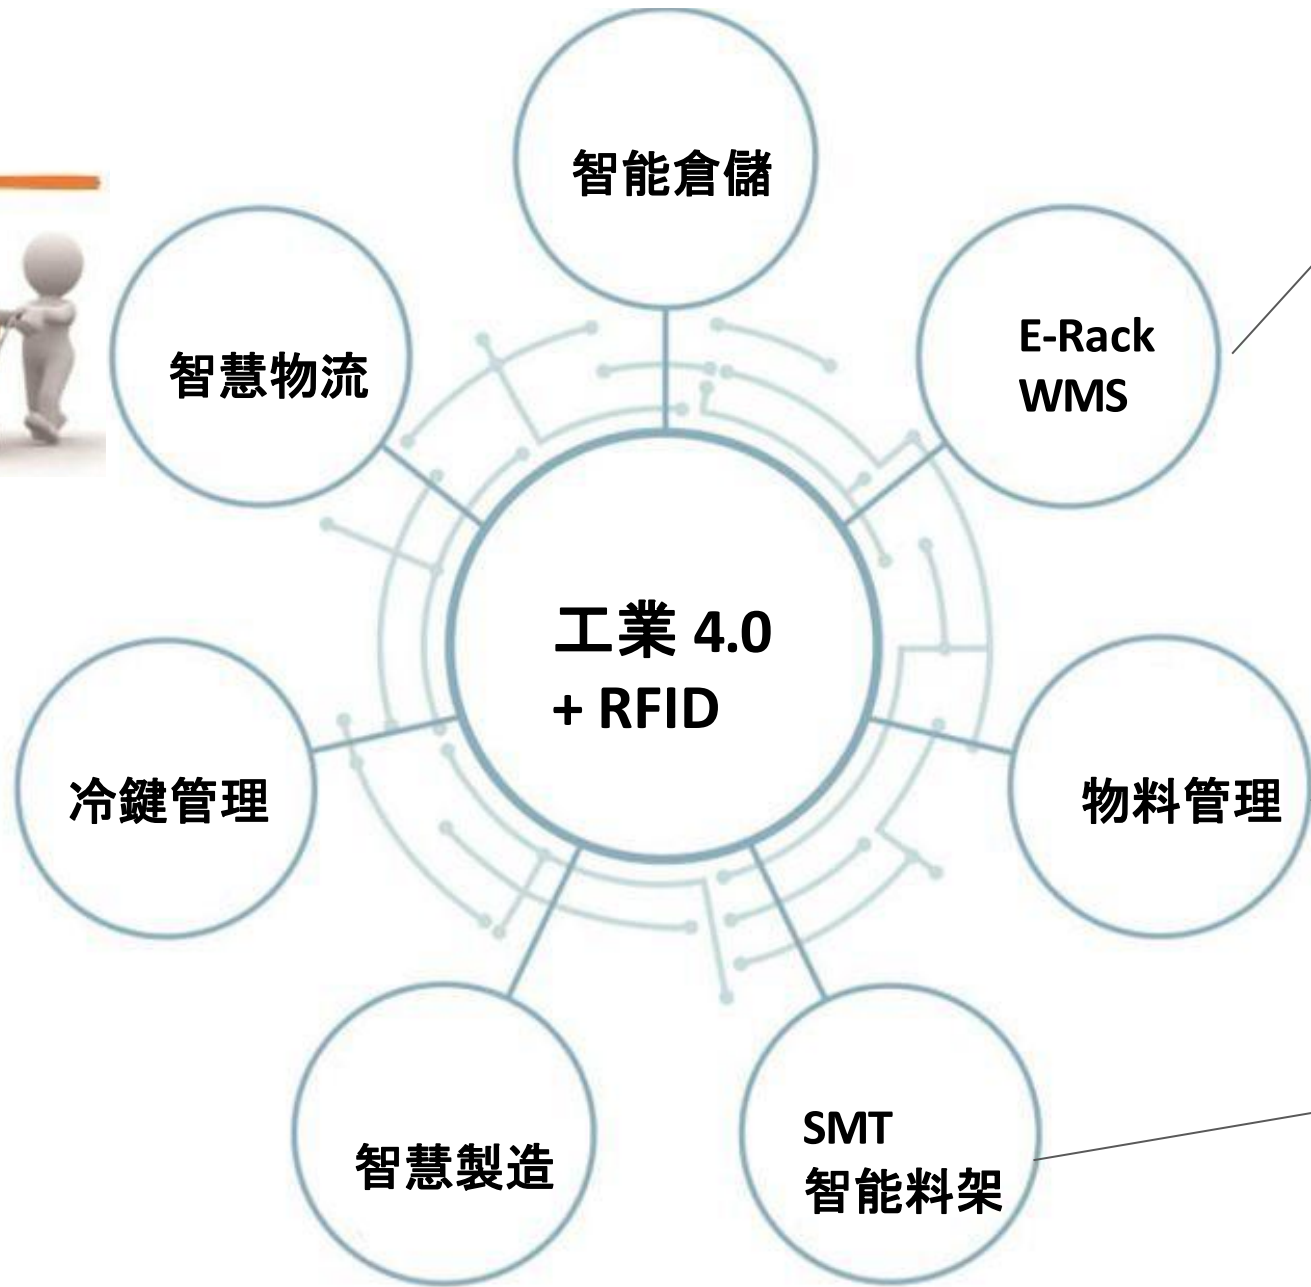 智能倉儲
智慧物流
E-Rack
WMS
工業 4.0
+ RFID
冷鍵管理
物料管理
智慧製造
SMT
智能料架